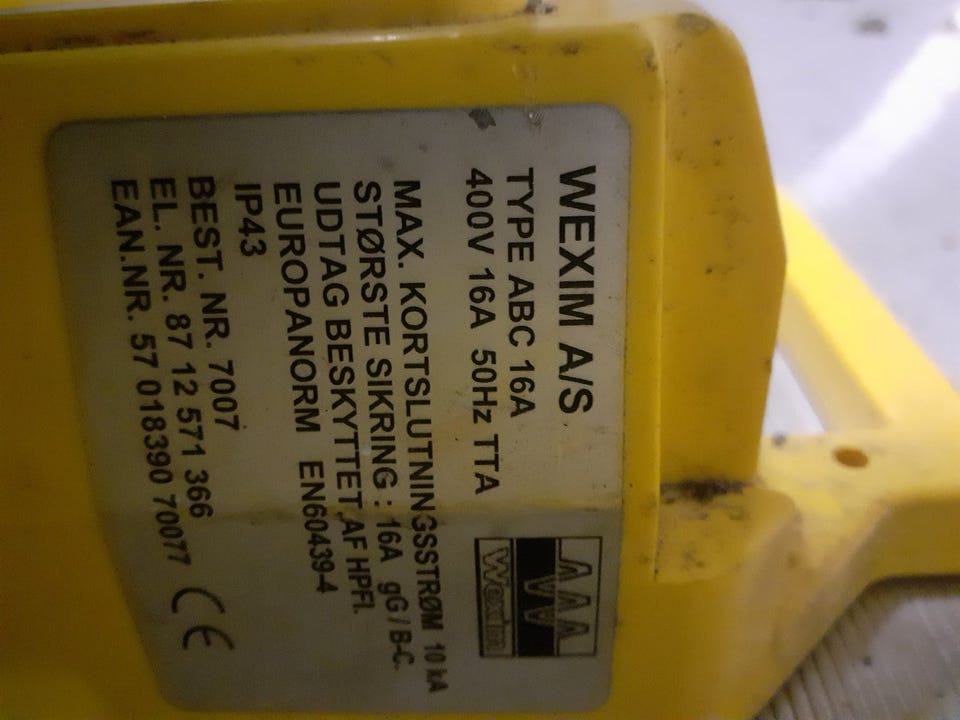 WEXIM A/S
TYPE ABC 16A
400V 16A 50Hz TTA
Wexim
MAX. KORTSLUTNINGSSTRØM 10 kA
STØRSTE SIKRING : 16A gG / B-C.
UDTAG BESKYTTET AF HPFI.
EUROPANORM EN60439-4
IP43
BEST. NR. 7007
EL. NR. 87 12 571 366
EAN.NR. 57 018390 70077 CE